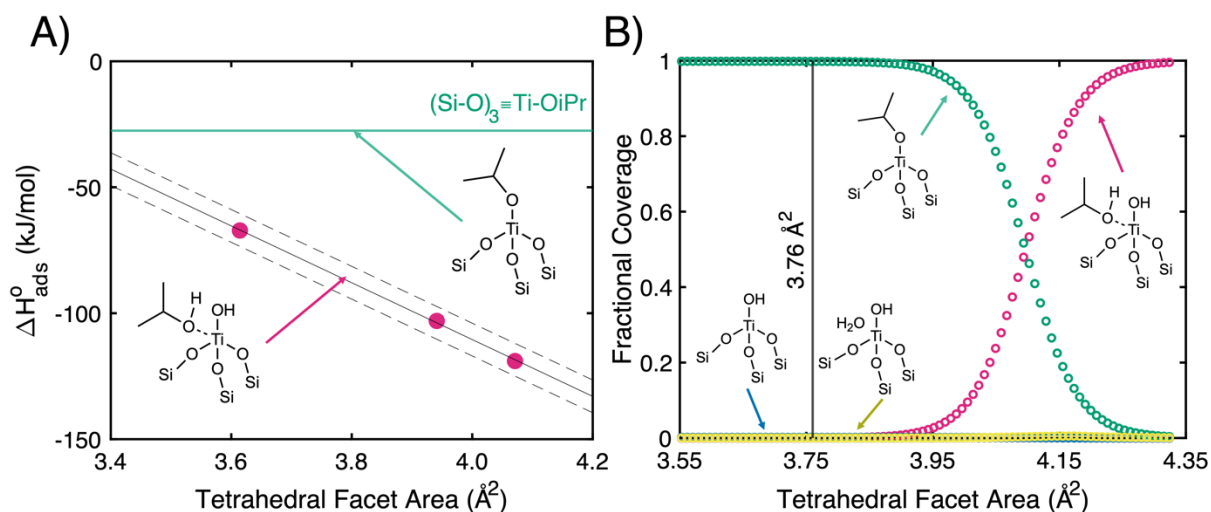 A)
0
-50
-100
-150
ΔH°ads (kJ/mol)
3.4
3.6
3.8
4.0
4.2
Tetrahedral Facet Area (Å²)
(Si-O)₃≡Ti-OiPr
O
Ti
O
O
O
Si
Si
Si
H
O
OH
Ti
O
O
O
Si
Si
Si
B)
1
0.8
0.6
0.4
0.2
0
Fractional Coverage
3.55
3.75
3.95
4.15
4.35
Tetrahedral Facet Area (Å²)
3.76 Å²
O
Ti
O
O
O
Si
Si
Si
H
O
OH
Ti
O
O
O
Si
Si
Si
OH
Ti
O
O
O
Si
Si
Si
OH
H₂O
Ti
O
O
O
Si
Si
Si